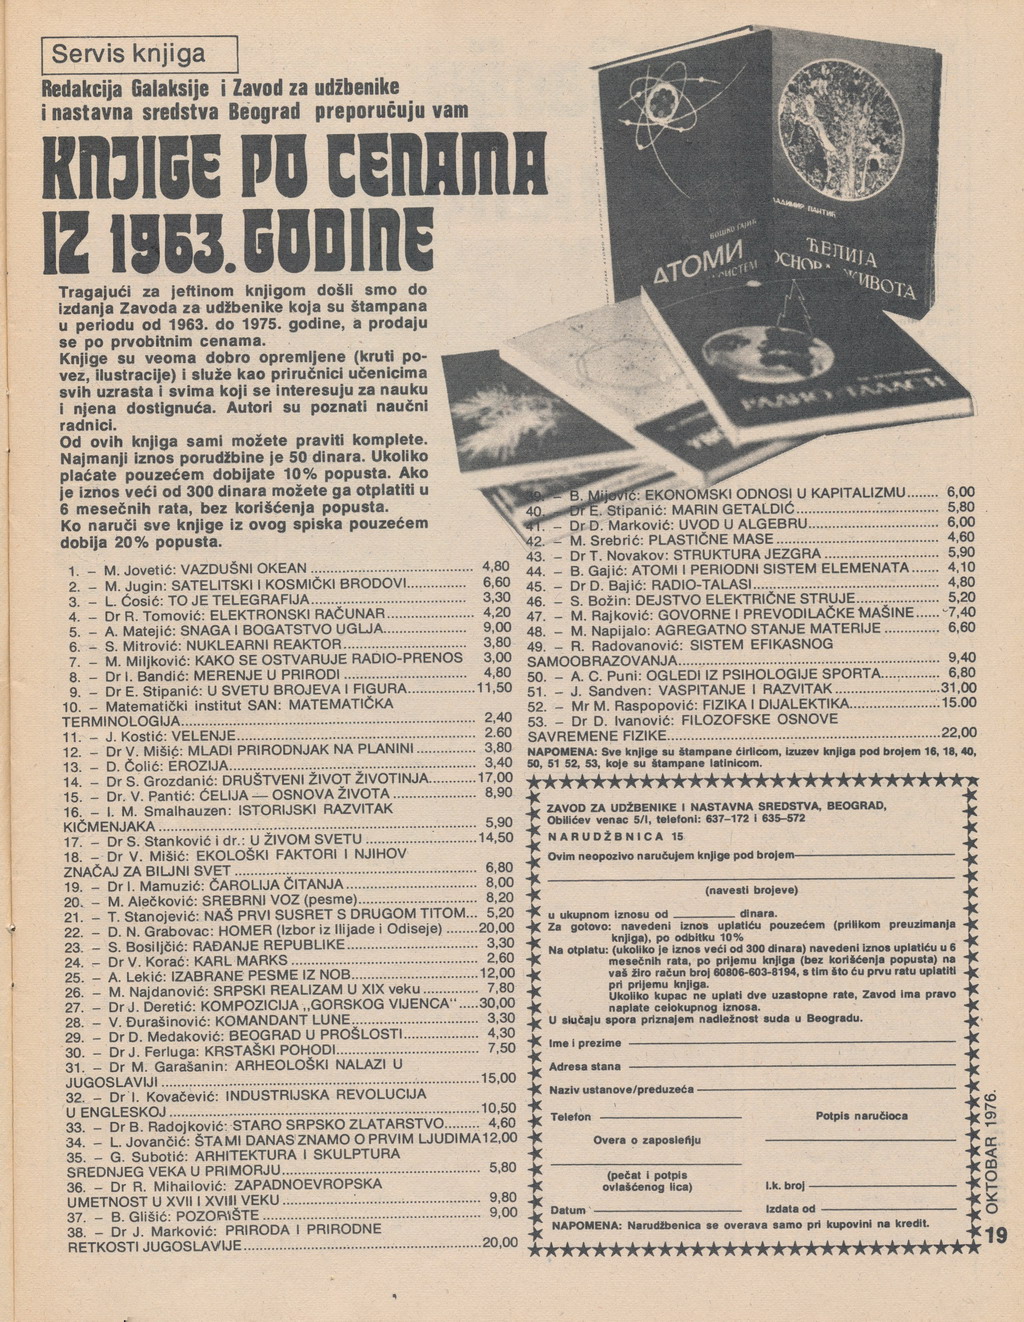 Servis knjiga
Redakcija Galaksije i Zavod za udžbenike
i nastavna sredstva Beograd preporučuju vam
KNJIGE PO CENAMA
IZ 1963. GODINE
Tragajući za jeftinom knjigom došli smo do
izdanja Zavoda za udžbenike koja su štampana
u periodu od 1963. do 1975. godine, a prodaju
se po prvobitnim cenama.
Knjige su veoma dobro opremljene (kruti po-
vez, ilustracije) i služe kao priručnici učenicima
svih uzrasta i svima koji se interesuju za nauku
i njena dostignuća. Autori su poznati naučni
radnici.
Od ovih knjiga sami možete praviti komplete.
Najmanji iznos porudžbine je 50 dinara. Ukoliko
plaćate pouzećem dobijate 10% popusta. Ako
je iznos veći od 300 dinara možete ga otplatiti u
6 mesečnih rata, bez korišćenja popusta.
Ko naruči sve knjige iz ovog spiska pouzećem
dobija 20% popusta.
БОШКО ГАЈИЋ
АТОМИ
СИСТЕМ
ВЛАДИМИР ПАНТИЋ
ЋЕЛИЈА
ОСНОВА ЖИВОТА
РАДИО ТАЛАСИ
1. – M. Jovetić: VAZDUŠNI OKEAN ........ 4,80
2. – M. Jugin: SATELITSKI I KOSMIČKI BRODOVI........ 6,60
3. – L. Ćosić: TO JE TELEGRAFIJA........ 3,30
4. – Dr R. Tomović: ELEKTRONSKI RAČUNAR........ 4,20
5. – A. Matejić: SNAGA I BOGATSTVO UGLJA........ 9,00
6. – S. Mitrović: NUKLEARNI REAKTOR........ 3,80
7. – M. Miljković: KAKO SE OSTVARUJE RADIO-PRENOS 3,00
8. – Dr I. Bandić: MERENJE U PRIRODI ........ 4,80
9. – Dr E. Stipanić: U SVETU BROJEVA I FIGURA........11,50
10. – Matematički institut SAN: MATEMATIČKA
TERMINOLOGIJA........ 2,40
11. – J. Kostić: VELENJE........ 2.60
12. – Dr V. Mišić: MLADI PRIRODNJAK NA PLANINI ........ 3,80
13. – D. Čolić: EROZIJA........ 3,40
14. – Dr S. Grozdanić: DRUŠTVENI ŽIVOT ŽIVOTINJA........17,00
15. – Dr. V. Pantić: ĆELIJA — OSNOVA ŽIVOTA ........ 8,90
16. – I. M. Smalhauzen: ISTORIJSKI RAZVITAK
KIČMENJAKA ........ 5,90
17. – Dr S. Stanković i dr.: U ŽIVOM SVETU ........14,50
18. – Dr V. Mišić: EKOLOŠKI FAKTORI I NJIHOV
ZNAČAJ ZA BILJNI SVET ........ 6,80
19. – Dr I. Mamuzić: ČAROLIJA ČITANJA........ 8,00
20. – M. Alečković: SREBRNI VOZ (pesme)........ 8,20
21. – T. Stanojević: NAŠ PRVI SUSRET S DRUGOM TITOM... 5,20
22. – D. N. Grabovac: HOMER (Izbor iz Ilijade i Odiseje) ........20,00
23. – S. Bosiljčić: RAĐANJE REPUBLIKE........ 3,30
24. – Dr V. Korać: KARL MARKS........ 2,60
25. – A. Lekić: IZABRANE PESME IZ NOB........12,00
26. – M. Najdanović: SRPSKI REALIZAM U XIX veku........ 7,80
27. – Dr J. Deretić: KOMPOZICIJA „GORSKOG VIJENCA“.....30,00
28. – V. Đurašinović: KOMANDANT LUNE........ 3,30
29. – Dr D. Medaković: BEOGRAD U PROŠLOSTI........ 4,30
30. – Dr J. Ferluga: KRSTAŠKI POHODI........ 7,50
31. – Dr M. Garašanin: ARHEOLOŠKI NALAZI U
JUGOSLAVIJI ........15,00
32. – Dr I. Kovačević: INDUSTRIJSKA REVOLUCIJA
U ENGLESKOJ........10,50
33. – Dr B. Radojković: STARO SRPSKO ZLATARSTVO........ 4,60
34. – L. Jovančić: ŠTA MI DANAS ZNAMO O PRVIM LJUDIMA12,00
35. – G. Subotić: ARHITEKTURA I SKULPTURA
SREDNJEG VEKA U PRIMORJU........ 5,80
36. – Dr R. Mihailović: ZAPADNOEVROPSKA
UMETNOST U XVII I XVIII VEKU ........ 9,80
37. – B. Glišić: POZORIŠTE ........ 9,00
38. – Dr J. Marković: PRIRODA I PRIRODNE
RETKOSTI JUGOSLAVIJE........20,00
39. – B. Mijović: EKONOMSKI ODNOSI U KAPITALIZMU........ 6,00
40. – Dr E. Stipanić: MARIN GETALDIĆ........ 5,80
41. – Dr D. Marković: UVOD U ALGEBRU........ 6,00
42. – M. Srebrić: PLASTIČNE MASE ........ 4,60
43. – Dr T. Novakov: STRUKTURA JEZGRA ........ 5,90
44. – B. Gajić: ATOMI I PERIODNI SISTEM ELEMENATA ...... 4,10
45. – Dr D. Bajić: RADIO-TALASI........ 4,80
46. – S. Božin: DEJSTVO ELEKTRIČNE STRUJE........ 5,20
47. – M. Rajković: GOVORNE I PREVODILAČKE MAŠINE..... 7,40
48. – M. Napijalo: AGREGATNO STANJE MATERIJE ........ 6,60
49. – R. Radovanović: SISTEM EFIKASNOG
SAMOOBRAZOVANJA........ 9,40
50. – A. C. Puni: OGLEDI IZ PSIHOLOGIJE SPORTA........ 6,80
51. – J. Sandven: VASPITANJE I RAZVITAK........31,00
52. – Mr M. Raspopović: FIZIKA I DIJALEKTIKA........15.00
53. – Dr D. Ivanović: FILOZOFSKE OSNOVE
SAVREMENE FIZIKE........22,00
NAPOMENA: Sve knjige su štampane ćirlicom, izuzev knjiga pod brojem 16, 18, 40,
50, 51 52, 53, koje su štampane latinicom.
ZAVOD ZA UDŽBENIKE I NASTAVNA SREDSTVA, BEOGRAD,
Obilićev venac 5/I, telefoni: 637–172 i 635–572
NARUDŽBNICA 15
Ovim neopozivo naručujem knjige pod brojem
(navesti brojeve)
u ukupnom iznosu od ________ dinara.
Za gotovo: navedeni iznos uplatiću pouzećem (prilikom preuzimanja
knjiga), po odbitku 10%
Na otplatu: (ukoliko je iznos veći od 300 dinara) navedeni iznos uplatiću u 6
mesečnih rata, po prijemu knjiga (bez korišćenja popusta) na
vaš žiro račun broj 60806-603-8194, s tim što ću prvu ratu uplatiti
pri prijemu knjiga.
Ukoliko kupac ne uplati dve uzastopne rate, Zavod ima pravo
naplate celokupnog iznosa.
U slučaju spora priznajem nadležnost suda u Beogradu.
Ime i prezime
Adresa stana
Naziv ustanove/preduzeća
Telefon Potpis naručioca
Overa o zaposlenju
(pečat i potpis
ovlašćenog lica) l.k. broj
Datum Izdata od
NAPOMENA: Narudžbenica se overava samo pri kupovini na kredit.
OKTOBAR 1976.
19